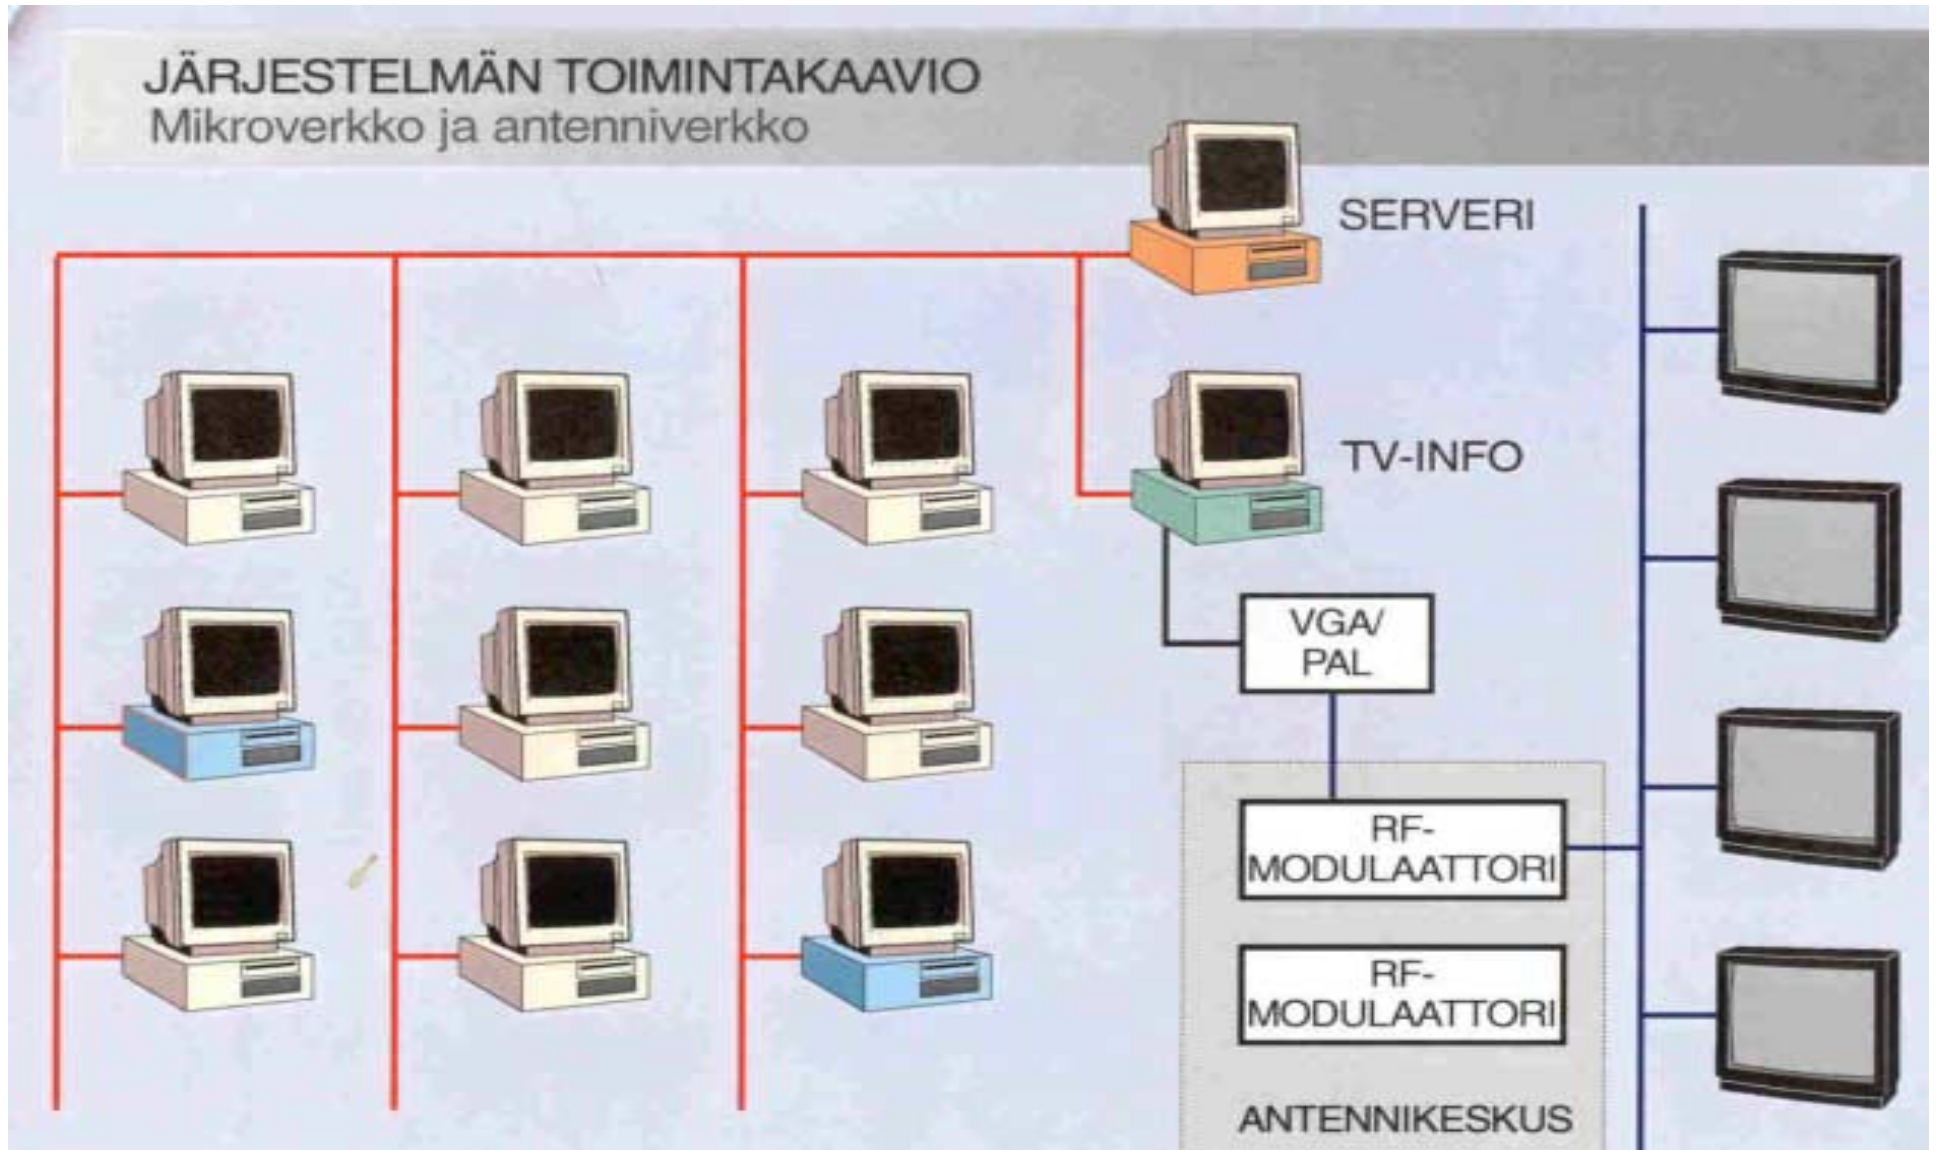 JÄRJESTELMÄN TOIMINTAKAAVIO
Mikroverkko ja antenniverkko
SERVERI
TV-INFO
VGA/
PAL
RF-
MODULAATTORI
RF-
MODULAATTORI
ANTENNIKESKUS